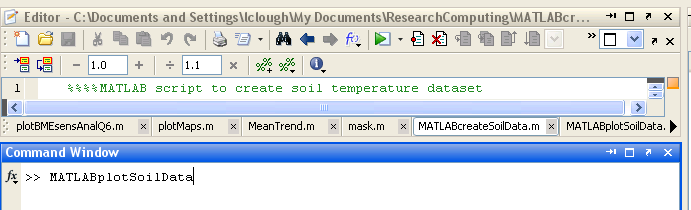 Editor - C:\Documents and Settings\lclough\My Documents\ResearchComputing\MATLABcr...
- 1.0 + ÷ 1.1 ×
1 %%%%MATLAB script to create soil temperature dataset
plotBMEsensAnalQ6.m × plotMaps.m × MeanTrend.m × mask.m × MATLABcreateSoilData.m × MATLABplotSoilData.
Command Window
fx >> MATLABplotSoilData